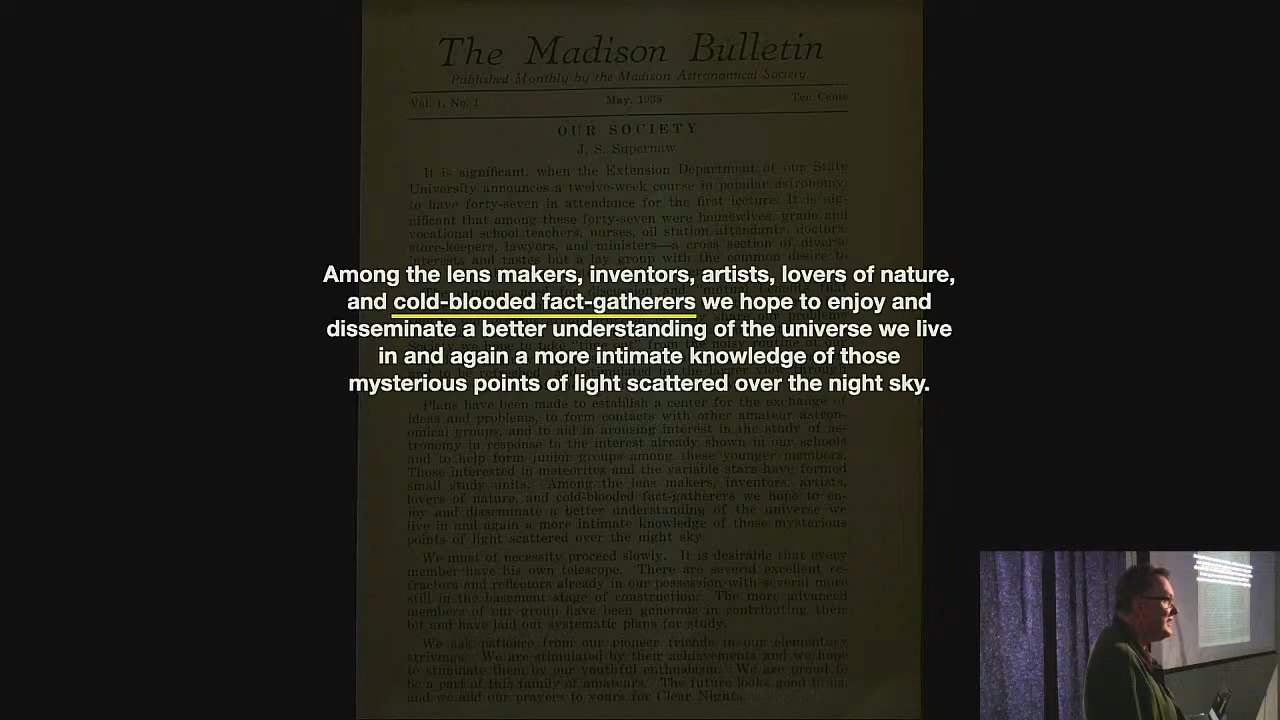 The Madison Bulletin
Published Monthly by the Madison Astronomical Society
Vol. 1, No. 1 May, 1935 Ten Cents
OUR SOCIETY
J. S. Supernaw
It is significant, when the Extension Department of our State
University announces a twelve-week course in popular astronomy,
to have forty-seven in attendance for the first lecture. It is sig-
nificant that among these forty-seven were housewives, grade and
vocational school teachers, nurses, oil station attendants, doctors,
store-keepers, lawyers, and ministers—a cross section of diverse
interests and tastes but a lay group with the common desire to
Among the lens makers, inventors, artists, lovers of nature,
and cold-blooded fact-gatherers we hope to enjoy and
disseminate a better understanding of the universe we live
in and again a more intimate knowledge of those
mysterious points of light scattered over the night sky.
Plans have been made to establish a center for the exchange of
ideas and problems, to form contacts with other amateur astron-
omical groups, and to aid in arousing interest in the study of as-
tronomy in response to the interest already shown in our schools
and to help form junior groups among these younger members.
Those interested in meteorites and the variable stars have formed
small study units. Among the lens makers, inventors, artists,
lovers of nature, and cold-blooded fact-gatherers we hope to en-
joy and disseminate a better understanding of the universe we
live in and again a more intimate knowledge of those mysterious
points of light scattered over the night sky
We must of necessity proceed slowly. It is desirable that every
member have his own telescope. There are several excellent re-
fractors and reflectors already in our possession with several more
still in the basement stage of construction. The more advanced
members of our group have been generous in contributing their
bit and have laid out systematic plans for study.
We ask patience from our pioneer friends in our elementary
strivings. We are stimulated by their achievements and we hope
to stimulate them by our youthful enthusiasm. We are proud to
be a part of this family of amateurs. The future looks good to us,
and we add our prayers to yours for Clear Nights.